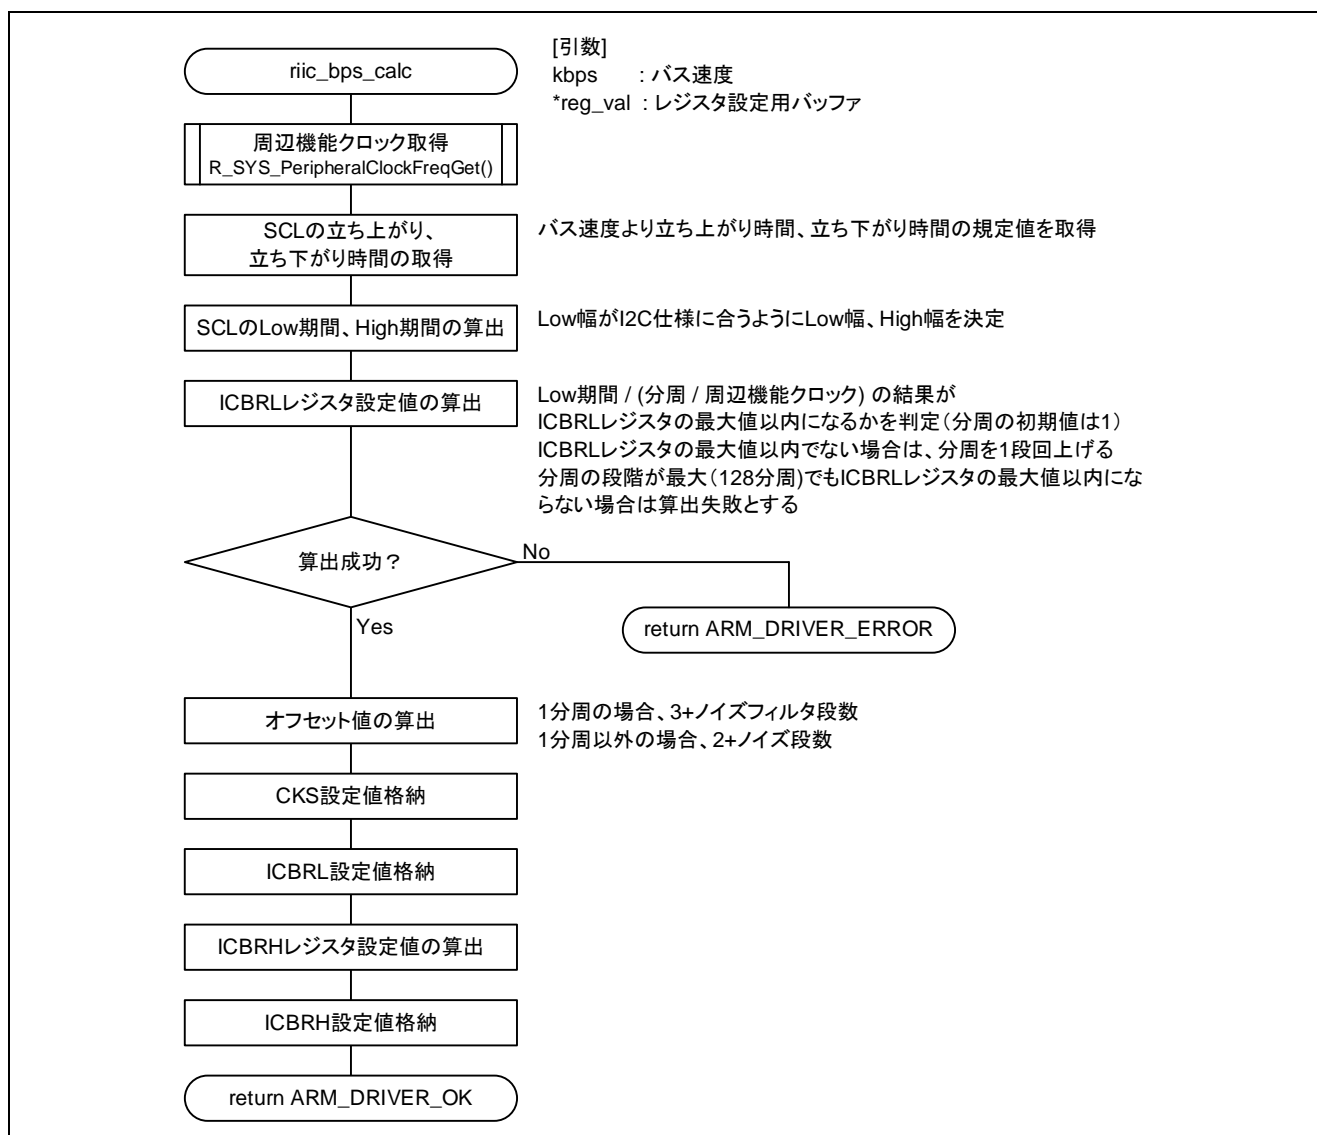 riic_bps_calc
[引数]
kbps : バス速度
*reg_val : レジスタ設定用バッファ
周辺機能クロック取得
R_SYS_PeripheralClockFreqGet()
SCLの立ち上がり、
立ち下がり時間の取得
バス速度より立ち上がり時間、立ち下がり時間の規定値を取得
SCLのLow期間、High期間の算出
Low幅がI2C仕様に合うようにLow幅、High幅を決定
ICBRLレジスタ設定値の算出
Low期間 / (分周 / 周辺機能クロック) の結果が
ICBRLレジスタの最大値以内になるかを判定(分周の初期値は1)
ICBRLレジスタの最大値以内でない場合は、分周を1段回上げる
分周の段階が最大(128分周)でもICBRLレジスタの最大値以内にな
らない場合は算出失敗とする
算出成功?
No
return ARM_DRIVER_ERROR
Yes
オフセット値の算出
1分周の場合、3+ノイズフィルタ段数
1分周以外の場合、2+ノイズ段数
CKS設定値格納
ICBRL設定値格納
ICBRHレジスタ設定値の算出
ICBRH設定値格納
return ARM_DRIVER_OK